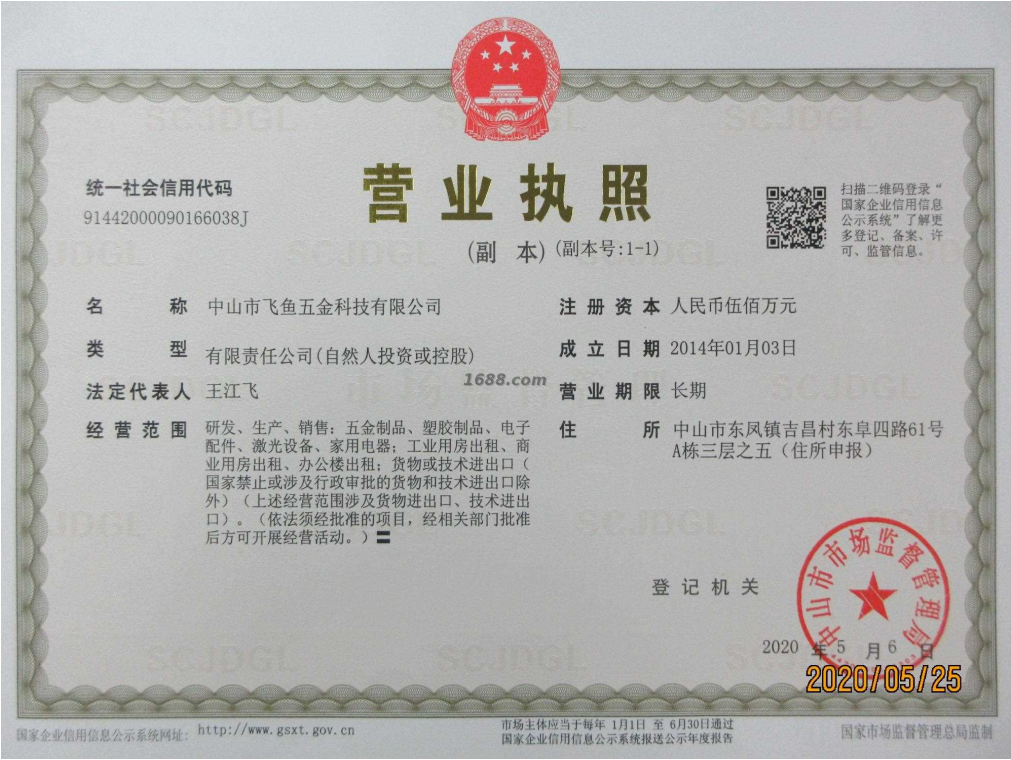 营业执照
(副 本) (副本号:1-1)
统一社会信用代码
91442000090166038J
扫描二维码登录“
国家企业信用信息
公示系统”了解更
多登记、备案、许
可、监管信息。
名 称 中山市飞鱼五金科技有限公司
类 型 有限责任公司(自然人投资或控股)
法定代表人 王江飞
经营范围 研发、生产、销售：五金制品、塑胶制品、电子
配件、激光设备、家用电器；工业用房出租、商
业用房出租、办公楼出租；货物或技术进出口（
国家禁止或涉及行政审批的货物和技术进出口除
外）（上述经营范围涉及货物进出口、技术进出
口）。（依法须经批准的项目，经相关部门批准
后方可开展经营活动。）〓
注册资本 人民币伍佰万元
成立日期 2014年01月03日
营业期限 长期
住 所 中山市东凤镇吉昌村东阜四路61号
A栋三层之五（住所申报）
1688.com
登记机关
中山市市场监督管理局
2020 年 5 月 6 日
2020/05/25
国家企业信用信息公示系统网址: http://www.gsxt.gov.cn
市场主体应当于每年 1月1日 至 6月30日通过
国家企业信用信息公示系统报送公示年度报告
国家市场监督管理总局监制
SCJDGL